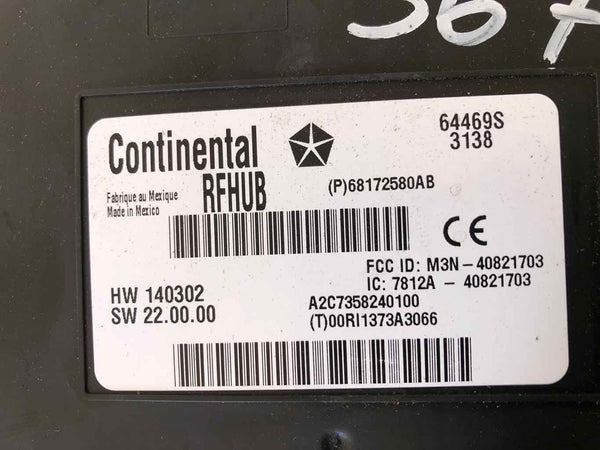 Continental
RFHUB
Fabrique au Mexique
Made in Mexico
64469S
3138
(P)68172580AB
CE
FCC ID: M3N-40821703
IC: 7812A - 40821703
HW 140302
SW 22.00.00
A2C7358240100
(T)00RI1373A3066